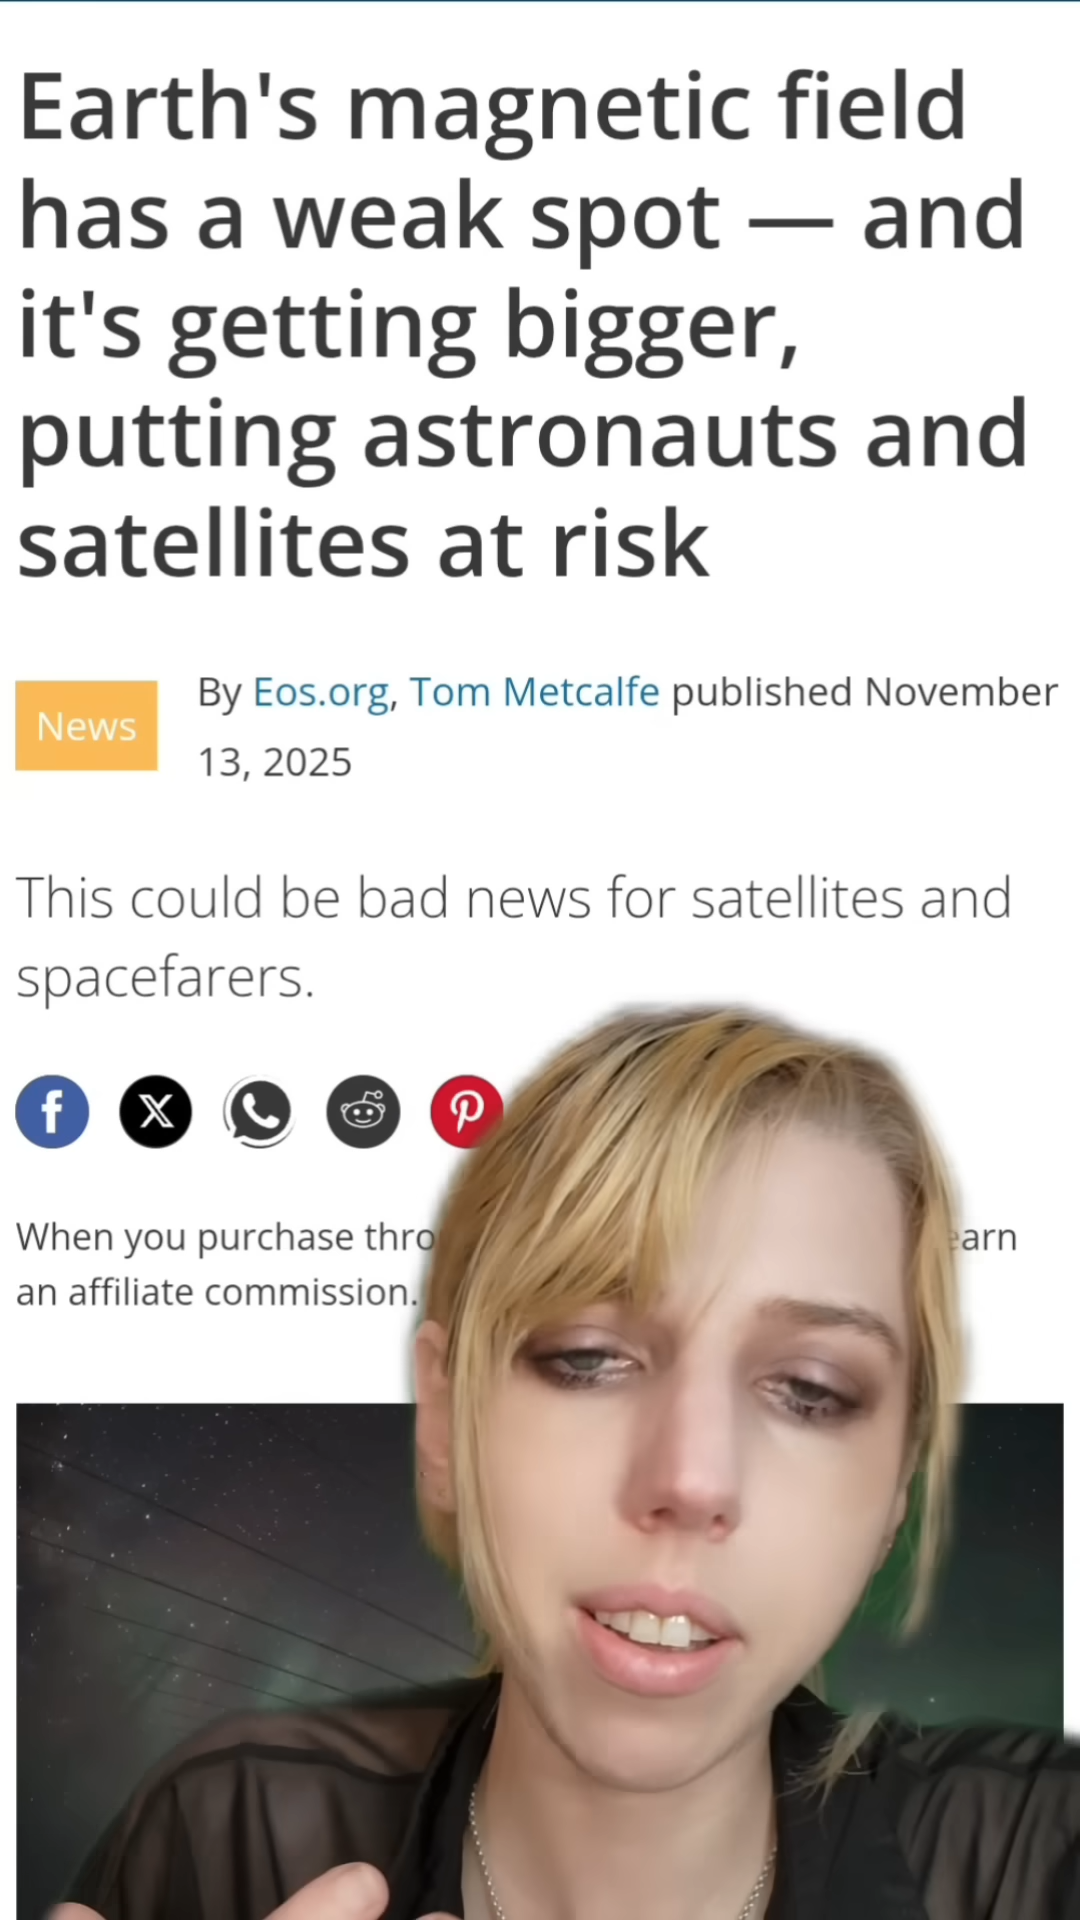 Earth's magnetic field
has a weak spot — and
it's getting bigger,
putting astronauts and
satellites at risk
News
By Eos.org, Tom Metcalfe published November
13, 2025
This could be bad news for satellites and
spacefarers.
When you purchase earn
an affiliate commission.